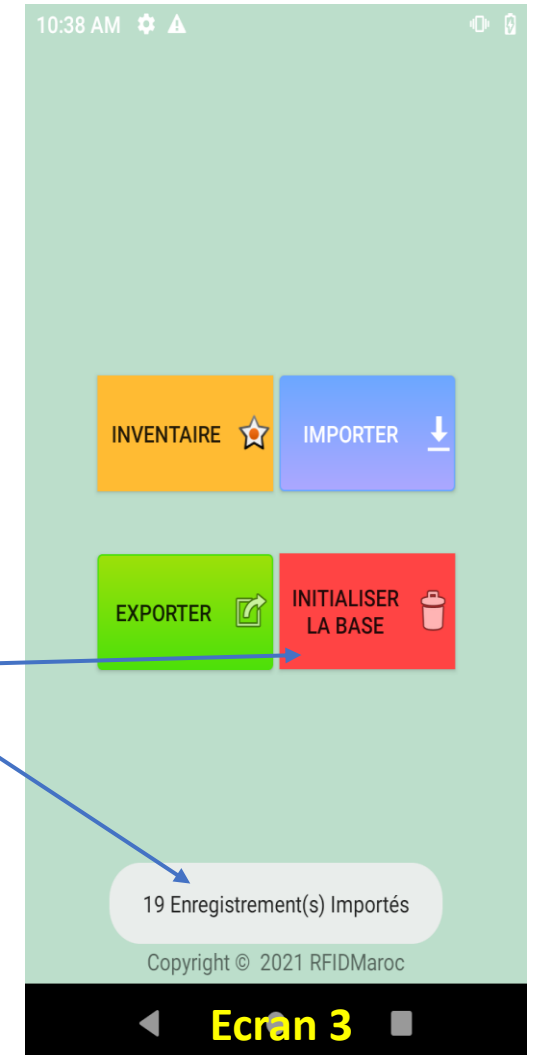 10:38 AM
INVENTAIRE
IMPORTER
EXPORTER
INITIALISER
LA BASE
19 Enregistrement(s) Importés
Copyright © 2021 RFIDMaroc
Ecran 3